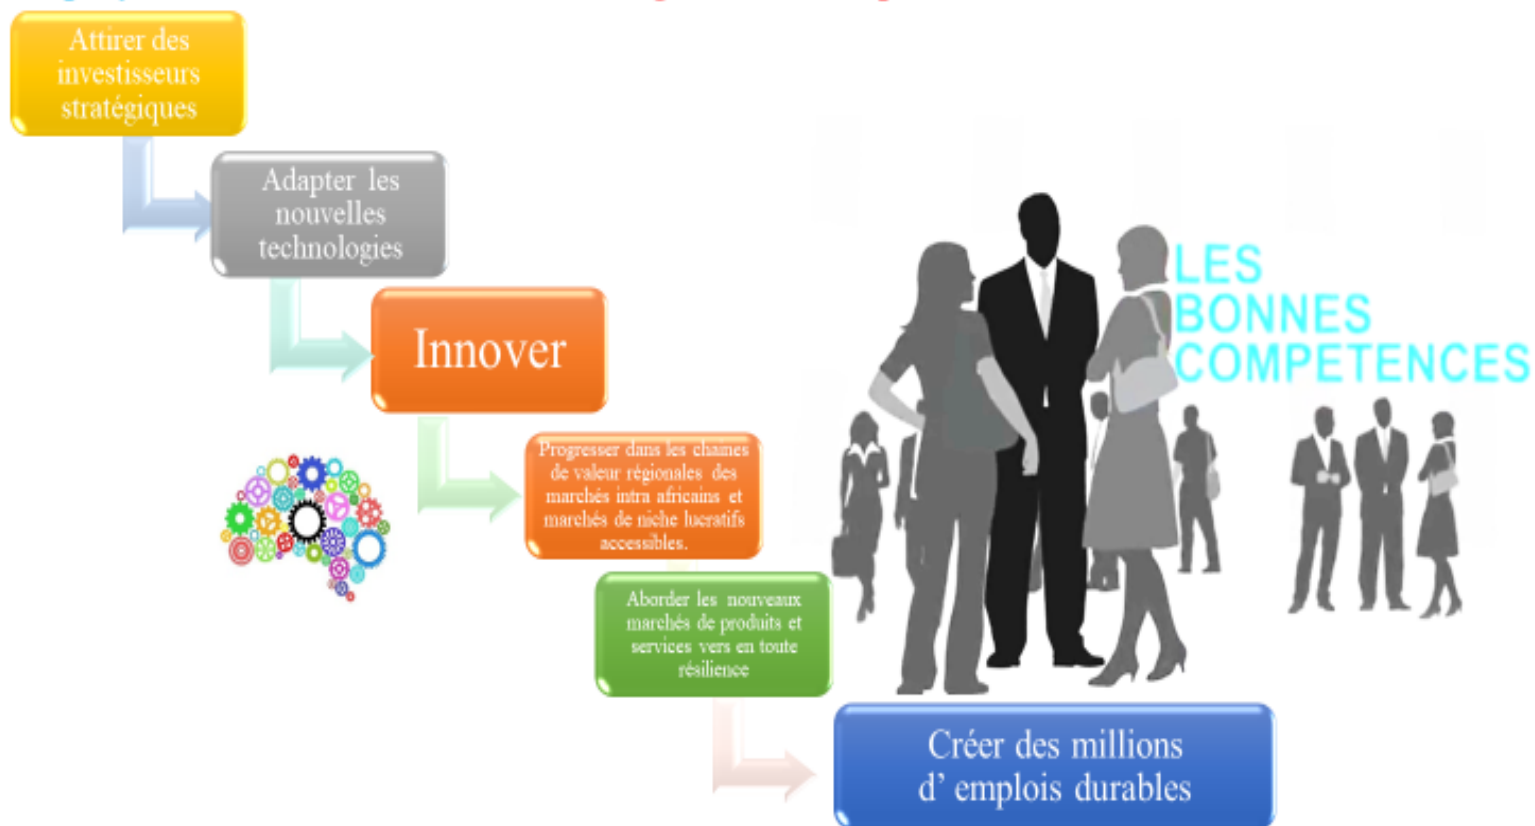 Attirer des
investisseurs
stratégiques
Adapter les
nouvelles
technologies
Innover
Progresser dans les chaines
de valeur régionales des
marchés intra africains et
marchés de niche lucratifs
accessibles.
Aborder les nouveaux
marchés de produits et
services vers en toute
résilience
Créer des millions
d' emplois durables
LES
BONNES
COMPETENCES